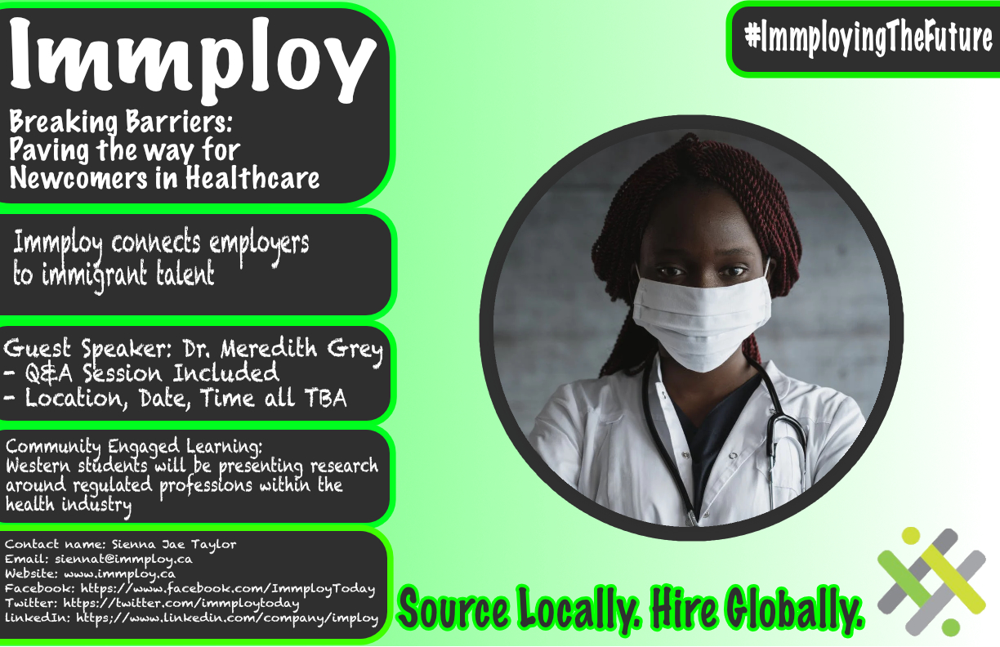 Immploy
#ImmployingTheFuture
Breaking Barriers:
Paving the way for
Newcomers in Healthcare
Immploy connects employers
to immigrant talent
Guest Speaker: Dr. Meredith Grey
- Q&A Session Included
- Location, Date, Time all TBA
Community Engaged Learning:
Western students will be presenting research
around regulated professions within the
health industry
Contact name: Sienna Jae Taylor
Email: siennat@immploy.ca
Website: www.immploy.ca
Facebook: https://www.facebook.com/ImmployToday
Twitter: https://twitter.com/immploytoday
linkedIn: https;//www.linkedin.com/company/imploy
Source Locally. Hire Globally.